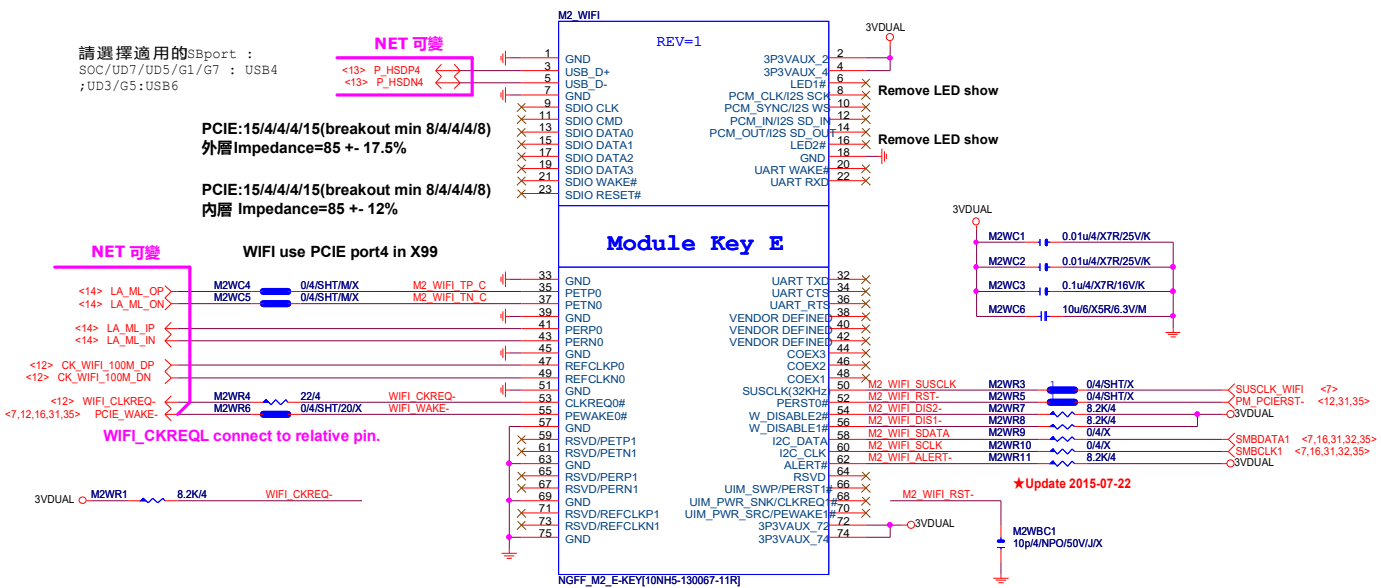 M2_WIFI
REV=1
請選擇適用的SBport :
SOC/UD7/UD5/G1/G7 : USB4
;UD3/G5:USB6
NET 可變
<13> P_HSDP4
<13> P_HSDN4
1 GND
3 USB_D+
5 USB_D-
7 GND
9 SDIO CLK
11 SDIO CMD
13 SDIO DATA0
15 SDIO DATA1
17 SDIO DATA2
19 SDIO DATA3
21 SDIO WAKE#
23 SDIO RESET#
3VDUAL
3P3VAUX_2 2
3P3VAUX_4 4
LED1# 6
PCM_CLK/I2S SCK 8
PCM_SYNC/I2S WS 10
PCM_IN/I2S SD_IN 12
PCM_OUT/I2S SD_OUT 14
LED2# 16
GND 18
UART WAKE# 20
UART RXD 22
Remove LED show
Remove LED show
PCIE:15/4/4/4/15(breakout min 8/4/4/4/8)
外層Impedance=85 +- 17.5%
PCIE:15/4/4/4/15(breakout min 8/4/4/4/8)
內層 Impedance=85 +- 12%
Module Key E
3VDUAL
M2WC1 0.01u/4/X7R/25V/K
M2WC2 0.01u/4/X7R/25V/K
M2WC3 0.1u/4/X7R/16V/K
M2WC6 10u/6/X5R/6.3V/M
NET 可變
WIFI use PCIE port4 in X99
<14> LA_ML_OP M2WC4 0/4/SHT/M/X M2_WIFI_TP_C
<14> LA_ML_ON M2WC5 0/4/SHT/M/X M2_WIFI_TN_C
<14> LA_ML_IP
<14> LA_ML_IN
<12> CK_WIFI_100M_DP
<12> CK_WIFI_100M_DN
<12> WIFI_CLKREQ- M2WR4 22/4 WIFI_CKREQ-
<7,12,16,31,35> PCIE_WAKE- M2WR6 0/4/SHT/20/X WIFI_WAKE-
WIFI_CKREQL connect to relative pin.
33 GND
35 PETP0
37 PETN0
39 GND
41 PERP0
43 PERN0
45 GND
47 REFCLKP0
49 REFCLKN0
51 GND
53 CLKREQ0#
55 PEWAKE0#
57 GND
59 RSVD/PETP1
61 RSVD/PETN1
63 GND
65 RSVD/PERP1
67 RSVD/PERN1
69 GND
71 RSVD/REFCLKP1
73 RSVD/REFCLKN1
75 GND
UART TXD 32
UART CTS 34
UART_RTS 36
VENDOR DEFINED 38
VENDOR DEFINED 40
VENDOR DEFINED 42
COEX3 44
COEX2 46
COEX1 48
SUSCLK(32KHz) 50
PERST0# 52
W_DISABLE2# 54
W_DISABLE1# 56
I2C_DATA 58
I2C_CLK 60
ALERT# 62
RSVD 64
UIM_SWP/PERST1# 66
UIM_PWR_SNK/CLKREQ1# 68
UIM_PWR_SRC/PEWAKE1# 70
3P3VAUX_72 72
3P3VAUX_74 74
M2_WIFI_SUSCLK M2WR3 1 0/4/SHT/X SUSCLK_WIFI <7>
M2_WIFI_RST- M2WR5 0/4/SHT/X PM_PCIERST- <12,31,35>
M2_WIFI_DIS2- M2WR7 8.2K/4 3VDUAL
M2_WIFI_DIS1- M2WR8 8.2K/4
M2_WIFI_SDATA M2WR9 0/4/X SMBDATA1 <7,16,31,32,35>
M2_WIFI_SCLK M2WR10 0/4/X SMBCLK1 <7,16,31,32,35>
M2_WIFI_ALERT- M2WR11 8.2K/4 3VDUAL
★Update 2015-07-22
3VDUAL M2WR1 8.2K/4 WIFI_CKREQ-
M2_WIFI_RST-
3VDUAL
M2WBC1
10p/4/NPO/50V/J/X
NGFF_M2_E-KEY[10NH5-130067-11R]